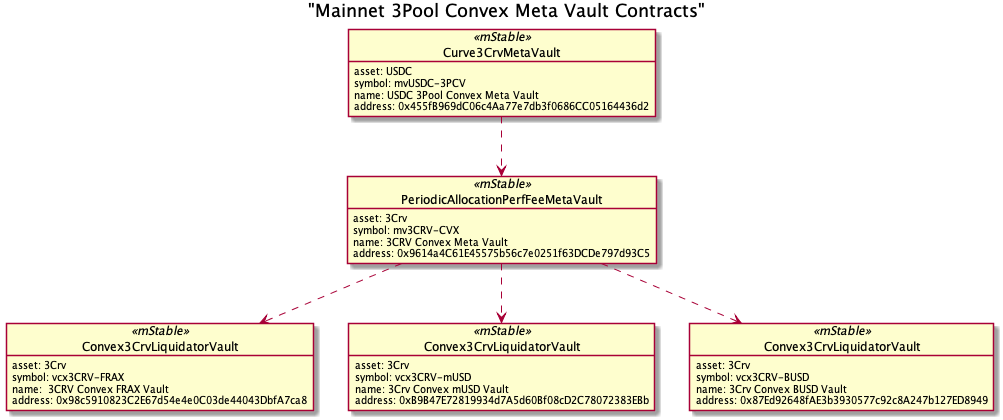 "Mainnet 3Pool Convex Meta Vault Contracts"
«mStable»
Curve3CrvMetaVault
asset: USDC
symbol: mvUSDC-3PCV
name: USDC 3Pool Convex Meta Vault
address: 0x455fB969dC06c4Aa77e7db3f0686CC05164436d2
«mStable»
PeriodicAllocationPerfFeeMetaVault
asset: 3Crv
symbol: mv3CRV-CVX
name: 3CRV Convex Meta Vault
address: 0x9614a4C61E45575b56c7e0251f63DCDe797d93C5
«mStable»
Convex3CrvLiquidatorVault
asset: 3Crv
symbol: vcx3CRV-FRAX
name:  3CRV Convex FRAX Vault
address: 0x98c5910823C2E67d54e4e0C03de44043DbfA7ca8
«mStable»
Convex3CrvLiquidatorVault
asset: 3Crv
symbol: vcx3CRV-mUSD
name: 3Crv Convex mUSD Vault
address: 0xB9B47E72819934d7A5d60Bf08cD2C78072383EBb
«mStable»
Convex3CrvLiquidatorVault
asset: 3Crv
symbol: vcx3CRV-BUSD
name: 3Crv Convex BUSD Vault
address: 0x87Ed92648fAE3b3930577c92c8A247b127ED8949